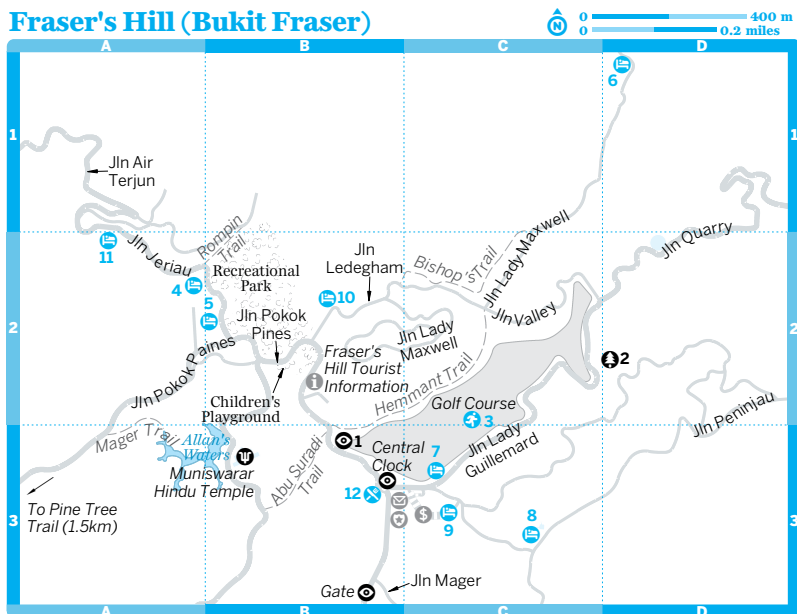 Fraser's Hill (Bukit Fraser)
N
0 400 m
0 0.2 miles
A B C D
6
1 1
Jln Air
Terjun
Rompin
Trail
Jln Lady Maxwell
Jln Quarry
11
Jln Jeriau
Recreational
Park
Jln
Ledegham
Bishop's Trail
4
5
10
Jln Valley
2 2
Jln Pokok
Pines
Jln Lady
Maxwell
Jln Pokok Paines
Fraser's
Hill Tourist
Information
2
Hemmant Trail
Children's
Playground
Golf Course
3
Jln Peninjau
Mager Trail
Allan's
Waters
1
Central
Clock
7
Jln Lady
Guillemard
Muniswarar
Hindu Temple
Abu Suradi
Trail
12
$
9
8
3 3
To Pine Tree
Trail (1.5km)
Gate
Jln Mager
A B C D